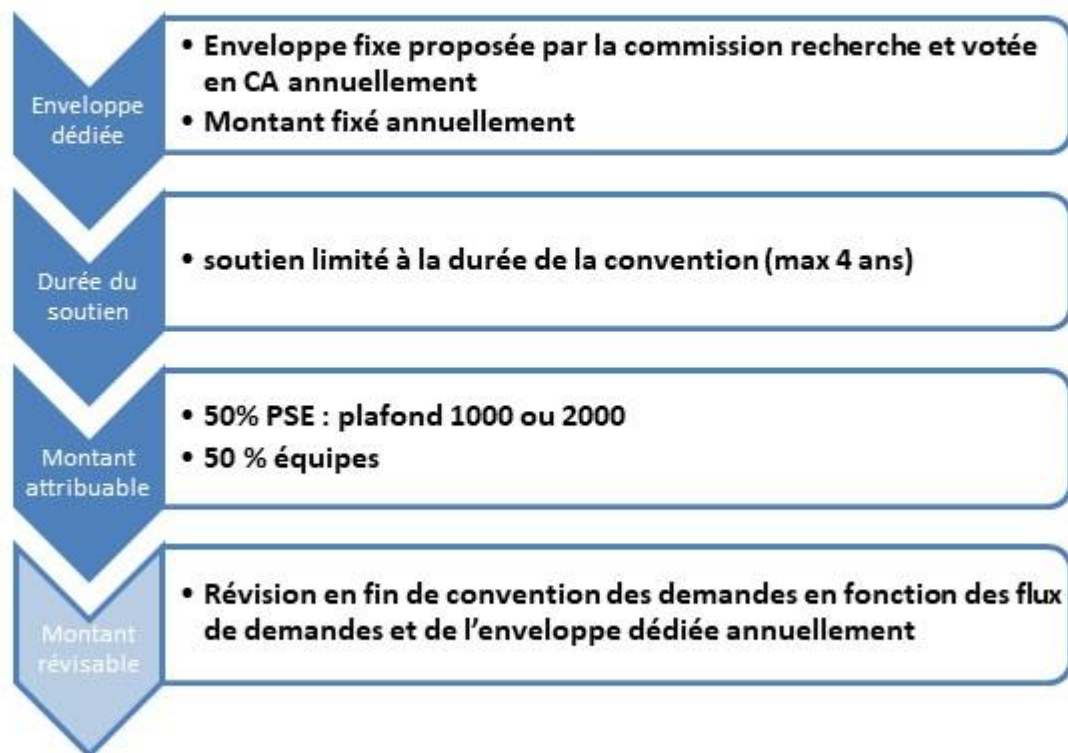 Enveloppe
dédiée
• Enveloppe fixe proposée par la commission recherche et votée
en CA annuellement
• Montant fixé annuellement
Durée du
soutien
• soutien limité à la durée de la convention (max 4 ans)
Montant
attribuable
• 50% PSE : plafond 1000 ou 2000
• 50 % équipes
Montant
révisable
• Révision en fin de convention des demandes en fonction des flux
de demandes et de l’enveloppe dédiée annuellement